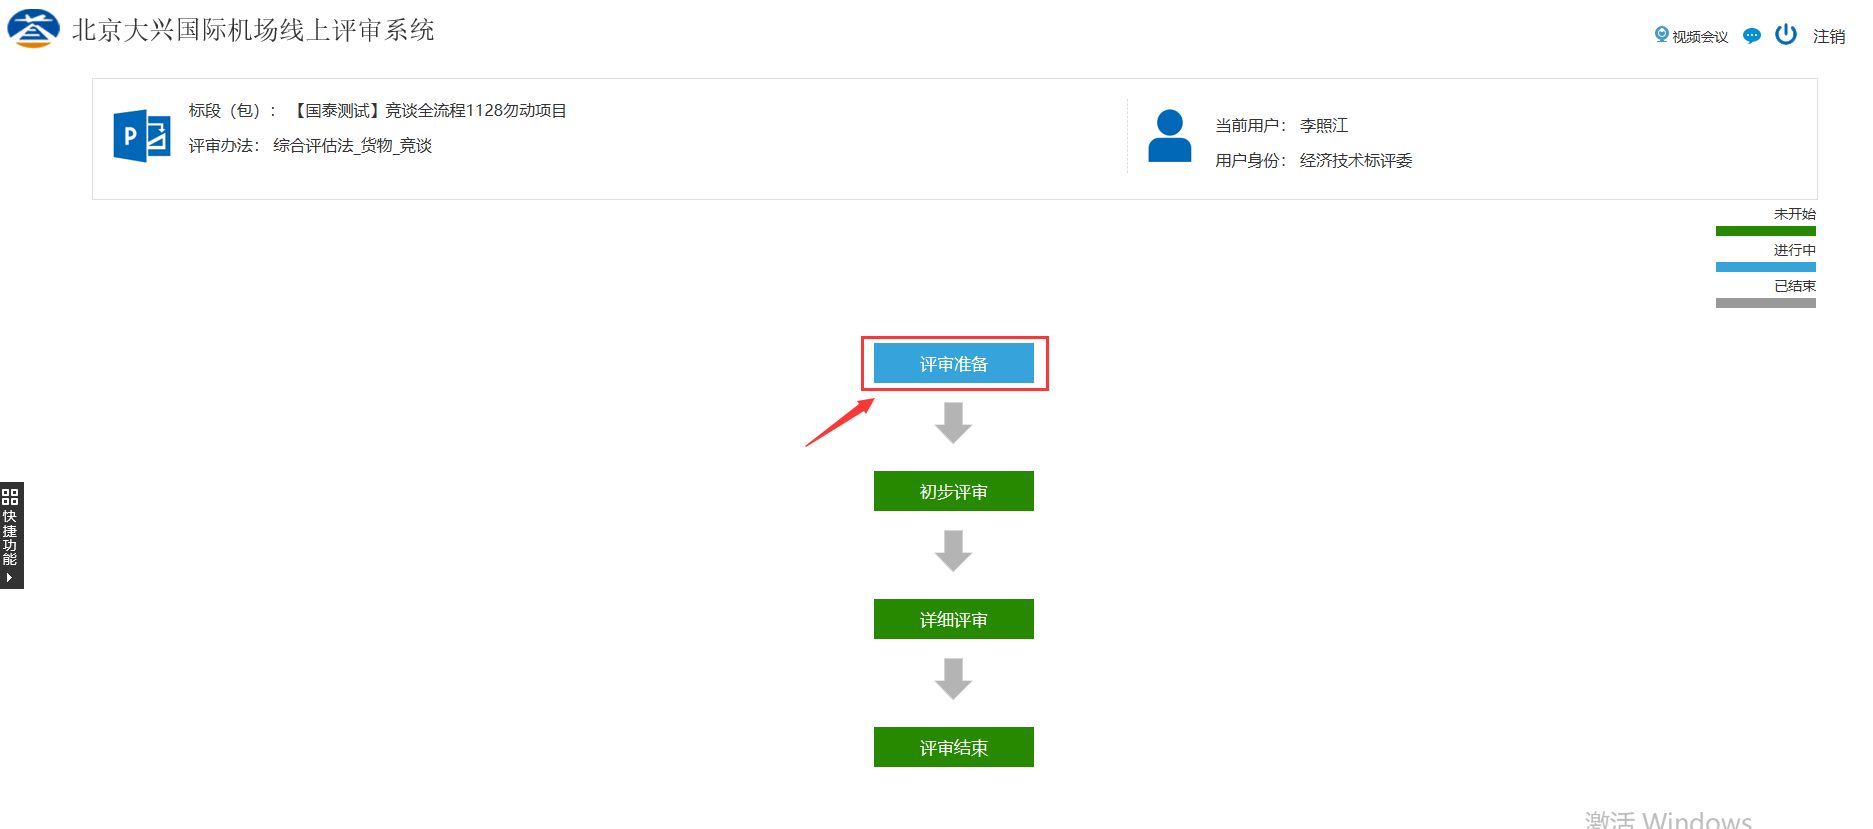 北京大兴国际机场线上评审系统
视频会议
注销
标段（包）： 【国泰测试】竞谈全流程1128勿动项目
评审办法： 综合评估法_货物_竞谈
当前用户： 李照江
用户身份： 经济技术标评委
未开始
进行中
已结束
评审准备
初步评审
详细评审
评审结束
快捷功能
P
激活 Windows